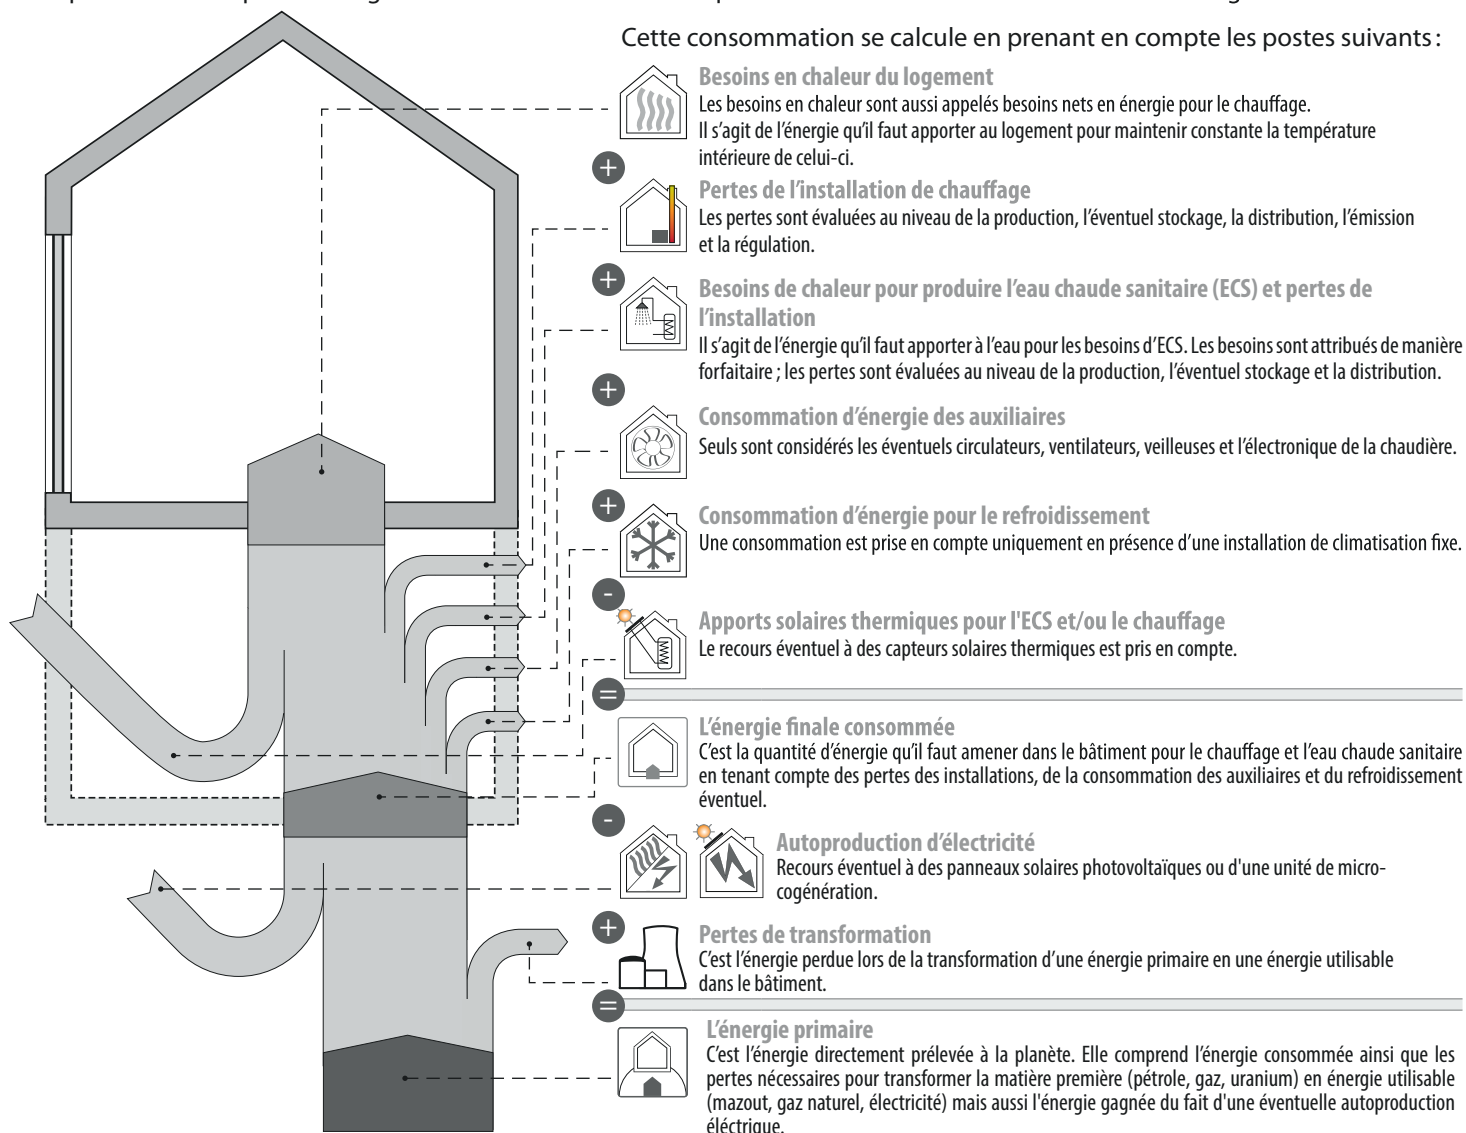 Cette consommation se calcule en prenant en compte les postes suivants :
Besoins en chaleur du logement
Les besoins en chaleur sont aussi appelés besoins nets en énergie pour le chauffage.
Il s'agit de l'énergie qu'il faut apporter au logement pour maintenir constante la température
intérieure de celui-ci.
+
Pertes de l'installation de chauffage
Les pertes sont évaluées au niveau de la production, l'éventuel stockage, la distribution, l'émission
et la régulation.
+
Besoins de chaleur pour produire l'eau chaude sanitaire (ECS) et pertes de
l'installation
Il s'agit de l'énergie qu'il faut apporter à l'eau pour les besoins d'ECS. Les besoins sont attribués de manière
forfaitaire ; les pertes sont évaluées au niveau de la production, l'éventuel stockage et la distribution.
+
Consommation d'énergie des auxiliaires
Seuls sont considérés les éventuels circulateurs, ventilateurs, veilleuses et l'électronique de la chaudière.
+
Consommation d'énergie pour le refroidissement
Une consommation est prise en compte uniquement en présence d'une installation de climatisation fixe.
-
Apports solaires thermiques pour l'ECS et/ou le chauffage
Le recours éventuel à des capteurs solaires thermiques est pris en compte.
=
L'énergie finale consommée
C'est la quantité d'énergie qu'il faut amener dans le bâtiment pour le chauffage et l'eau chaude sanitaire
en tenant compte des pertes des installations, de la consommation des auxiliaires et du refroidissement
éventuel.
-
Autoproduction d'électricité
Recours éventuel à des panneaux solaires photovoltaïques ou d'une unité de micro-
cogénération.
+
Pertes de transformation
C'est l'énergie perdue lors de la transformation d'une énergie primaire en une énergie utilisable
dans le bâtiment.
=
L'énergie primaire
C'est l'énergie directement prélevée à la planète. Elle comprend l'énergie consommée ainsi que les
pertes nécessaires pour transformer la matière première (pétrole, gaz, uranium) en énergie utilisable
(mazout, gaz naturel, électricité) mais aussi l'énergie gagnée du fait d'une éventuelle autoproduction
éléctrique.